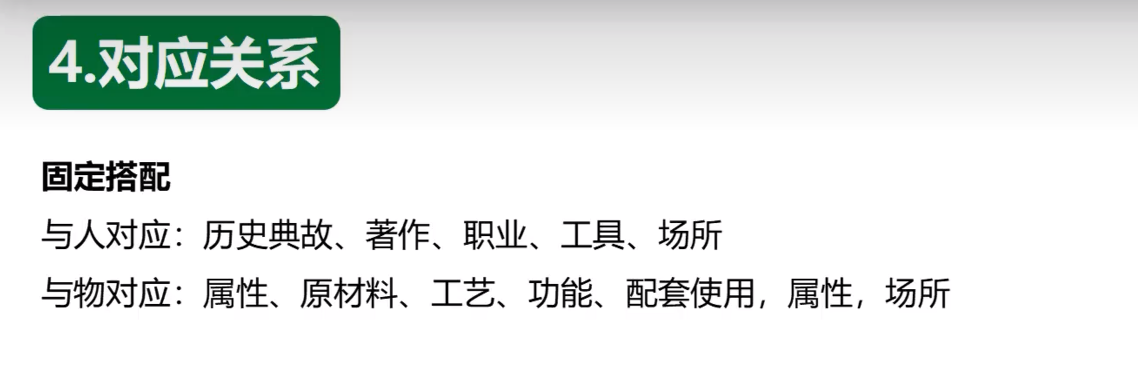 4.对应关系
固定搭配
与人对应：历史典故、著作、职业、工具、场所
与物对应：属性、原材料、工艺、功能、配套使用，属性，场所